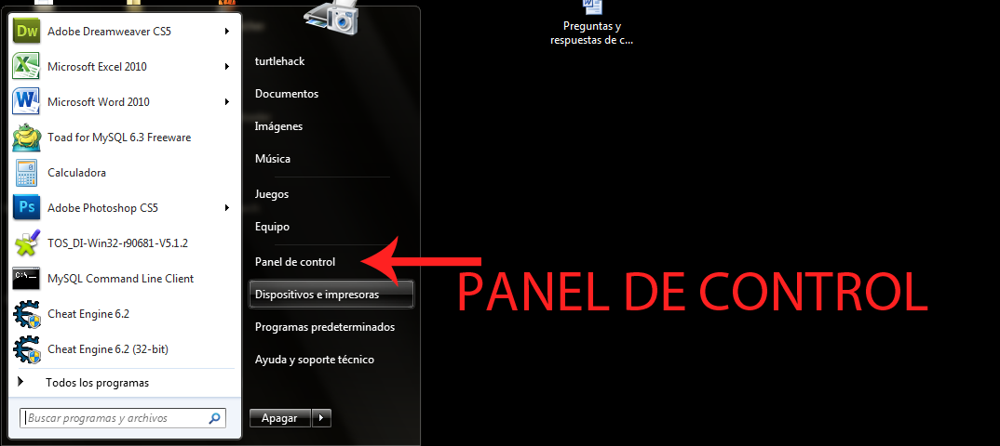 Dw Adobe Dreamweaver CS5
Microsoft Excel 2010
Microsoft Word 2010
Toad for MySQL 6.3 Freeware
Calculadora
Ps Adobe Photoshop CS5
TOS_DI-Win32-r90681-V5.1.2
C:\ MySQL Command Line Client
Cheat Engine 6.2
Cheat Engine 6.2 (32-bit)
Todos los programas
Buscar programas y archivos
turtlehack
Documentos
Imágenes
Música
Juegos
Equipo
Panel de control
Dispositivos e impresoras
Programas predeterminados
Ayuda y soporte técnico
Apagar
Preguntas y
respuestas de c...
PANEL DE CONTROL